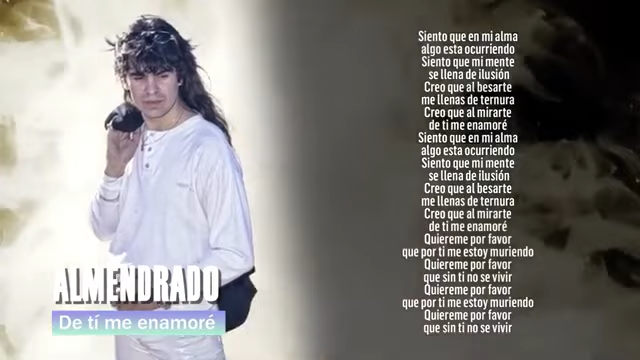 ALMENDRADO
De tí me enamoré
Siento que en mi alma
algo esta ocurriendo
Siento que mi mente
se llena de ilusión
Creo que al besarte
me llenas de ternura
Creo que al mirarte
de ti me enamoré
Siento que en mi alma
algo esta ocurriendo
Siento que mi mente
se llena de ilusión
Creo que al besarte
me llenas de ternura
Creo que al mirarte
de ti me enamoré
Quiereme por favor
que por ti me estoy muriendo
Quiereme por favor
que sin ti no se vivir
Quiereme por favor
que por ti me estoy muriendo
Quiereme por favor
que sin ti no se vivir